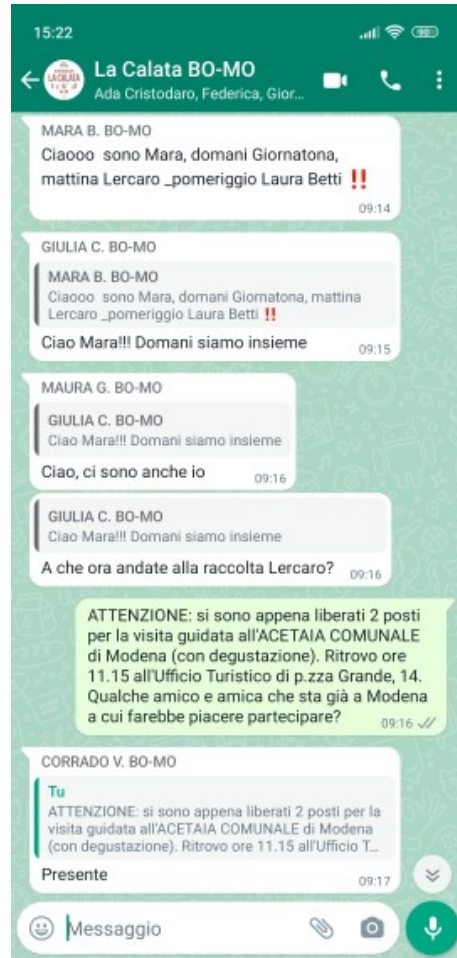 15:22
La Calata BO-MO
Ada Cristodaro, Federica, Gior...
MARA B. BO-MO
Ciaooo sono Mara, domani Giornatona,
mattina Lercaro _pomeriggio Laura Betti ‼️
09:14
GIULIA C. BO-MO
MARA B. BO-MO
Ciaooo sono Mara, domani Giornatona, mattina
Lercaro _pomeriggio Laura Betti ‼️
Ciao Mara!!! Domani siamo insieme
09:15
MAURA G. BO-MO
GIULIA C. BO-MO
Ciao Mara!!! Domani siamo insieme
Ciao, ci sono anche io
09:16
GIULIA C. BO-MO
Ciao Mara!!! Domani siamo insieme
A che ora andate alla raccolta Lercaro?
09:16
ATTENZIONE: si sono appena liberati 2 posti
per la visita guidata all'ACETAIA COMUNALE
di Modena (con degustazione). Ritrovo ore
11.15 all'Ufficio Turistico di p.zza Grande, 14.
Qualche amico e amica che sta già a Modena
a cui farebbe piacere partecipare?
09:16
CORRADO V. BO-MO
Tu
ATTENZIONE: si sono appena liberati 2 posti per la
visita guidata all'ACETAIA COMUNALE di Modena
(con degustazione). Ritrovo ore 11.15 all'Ufficio T...
Presente
09:17
Messaggio